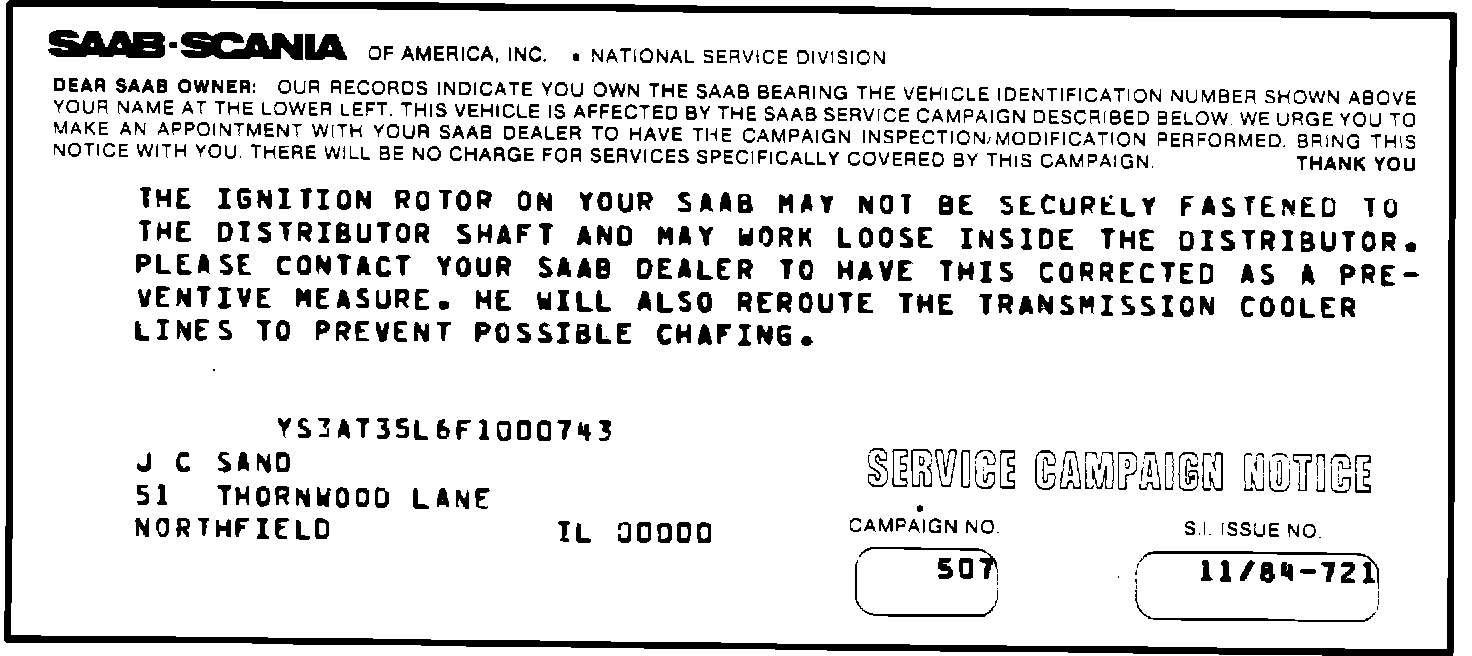 SAAB-SCANIA OF AMERICA, INC. • NATIONAL SERVICE DIVISION
DEAR SAAB OWNER: OUR RECORDS INDICATE YOU OWN THE SAAB BEARING THE VEHICLE IDENTIFICATION NUMBER SHOWN ABOVE
YOUR NAME AT THE LOWER LEFT. THIS VEHICLE IS AFFECTED BY THE SAAB SERVICE CAMPAIGN DESCRIBED BELOW. WE URGE YOU TO
MAKE AN APPOINTMENT WITH YOUR SAAB DEALER TO HAVE THE CAMPAIGN INSPECTION/MODIFICATION PERFORMED. BRING THIS
NOTICE WITH YOU. THERE WILL BE NO CHARGE FOR SERVICES SPECIFICALLY COVERED BY THIS CAMPAIGN. THANK YOU
THE IGNITION ROTOR ON YOUR SAAB MAY NOT BE SECURELY FASTENED TO
THE DISTRIBUTOR SHAFT AND MAY WORK LOOSE INSIDE THE DISTRIBUTOR.
PLEASE CONTACT YOUR SAAB DEALER TO HAVE THIS CORRECTED AS A PRE-
VENTIVE MEASURE. HE WILL ALSO REROUTE THE TRANSMISSION COOLER
LINES TO PREVENT POSSIBLE CHAFING.
YS3AT35L6F1000743
J C SAND
51 THORNWOOD LANE
NORTHFIELD IL 00000
SERVICE CAMPAIGN NOTICE
CAMPAIGN NO. S.I. ISSUE NO.
507 11/84-721